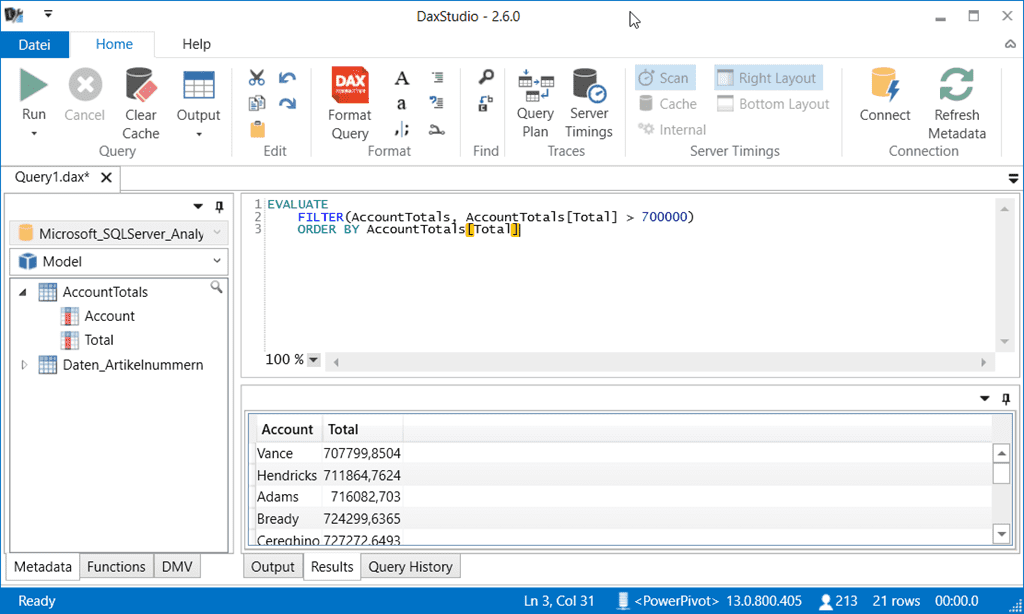 DaxStudio - 2.6.0
Datei Home Help
Run Cancel Clear Cache Output
Query
Edit
DAX FORMATTER
Format Query
A
a
Format
Find
Query Plan Server Timings
Traces
Scan
Cache
Internal
Right Layout
Bottom Layout
Server Timings
Connect Refresh Metadata
Connection
Query1.dax*
Microsoft_SQLServer_Analy
Model
AccountTotals
Account
Total
Daten_Artikelnummern
Metadata Functions DMV
1 EVALUATE
2 FILTER(AccountTotals, AccountTotals[Total] > 700000)
3 ORDER BY AccountTotals[Total]
100 %
Account Total
Vance 707799,8504
Hendricks 711864,7624
Adams 716082,703
Bready 724299,6365
Cereghino 727272,6493
Output Results Query History
Ready Ln 3, Col 31 <PowerPivot> 13.0.800.405 213 21 rows 00:00.0